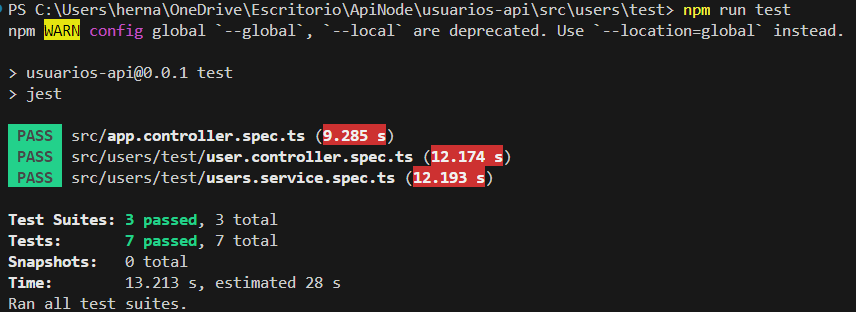 PS C:\Users\herna\OneDrive\Escritorio\ApiNode\usuarios-api\src\users\test> npm run test
npm WARN config global `--global`, `--local` are deprecated. Use `--location=global` instead.
> usuarios-api@0.0.1 test
> jest
PASS src/app.controller.spec.ts (9.285 s)
PASS src/users/test/user.controller.spec.ts (12.174 s)
PASS src/users/test/users.service.spec.ts (12.193 s)
Test Suites: 3 passed, 3 total
Tests: 7 passed, 7 total
Snapshots: 0 total
Time: 13.213 s, estimated 28 s
Ran all test suites.